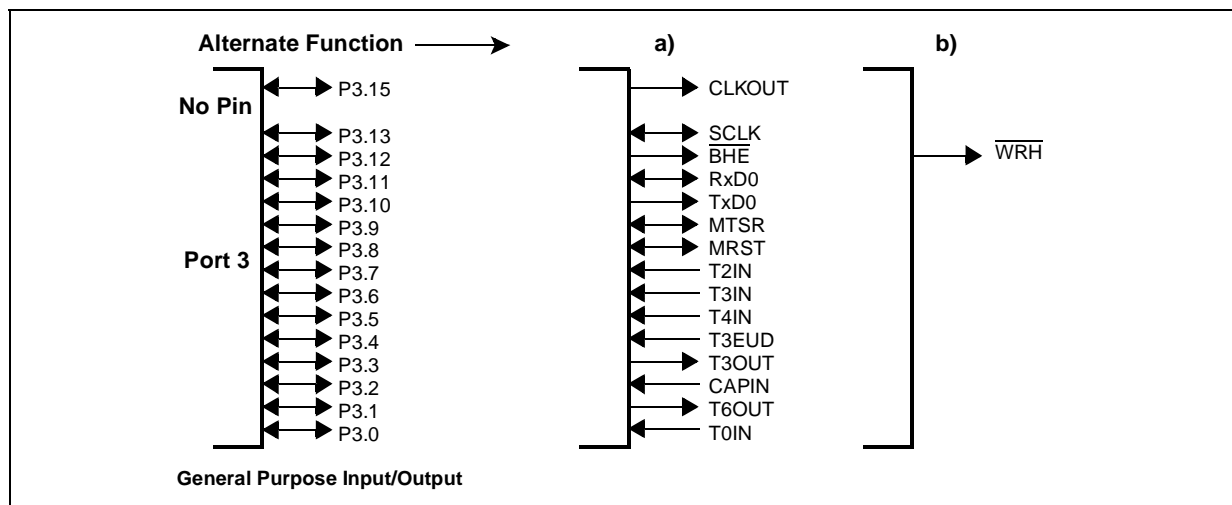 Alternate Function a) b)
P3.15 CLKOUT
No Pin
P3.13 SCLK
P3.12 B̅H̅E̅ W̅R̅H̅
P3.11 RxD0
P3.10 TxD0
P3.9 MTSR
P3.8 MRST
Port 3
P3.7 T2IN
P3.6 T3IN
P3.5 T4IN
P3.4 T3EUD
P3.3 T3OUT
P3.2 CAPIN
P3.1 T6OUT
P3.0 T0IN
General Purpose Input/Output